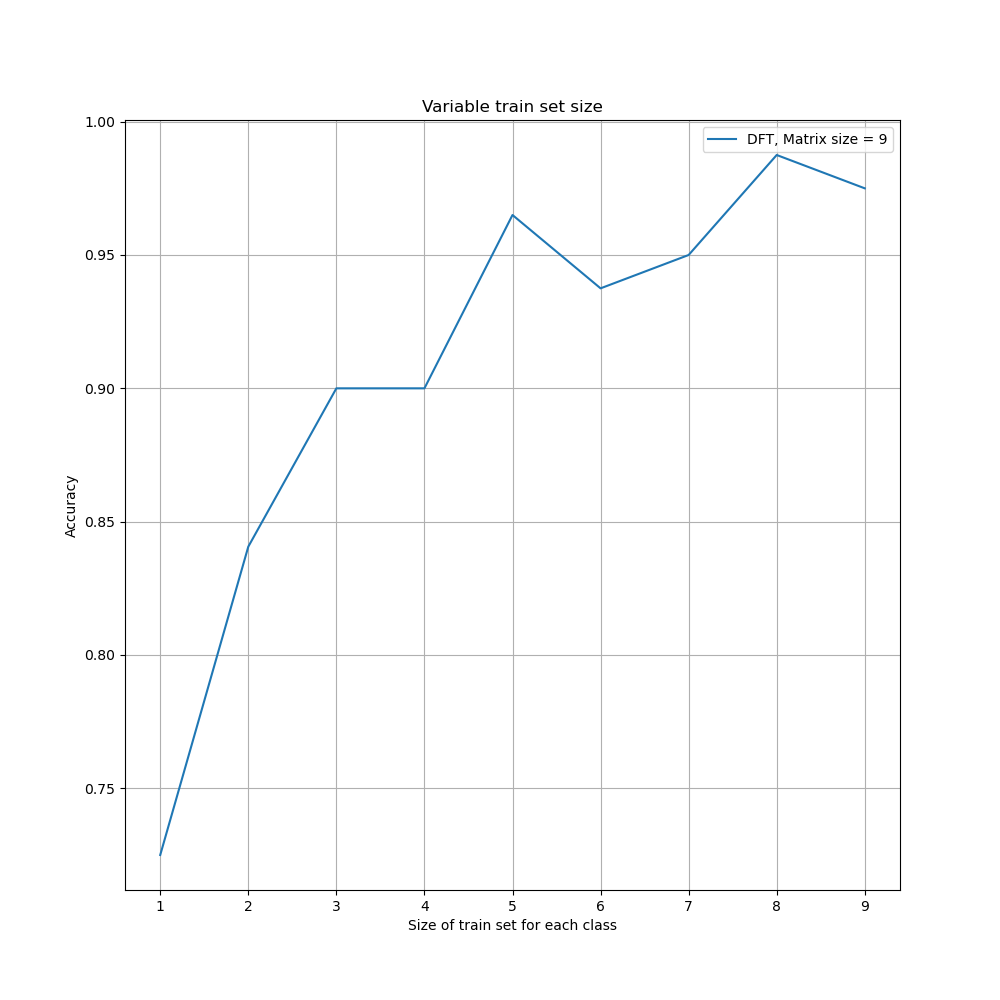 Variable train set size
DFT, Matrix size = 9
1.00
0.95
0.90
0.85
0.80
0.75
Accuracy
1 2 3 4 5 6 7 8 9
Size of train set for each class